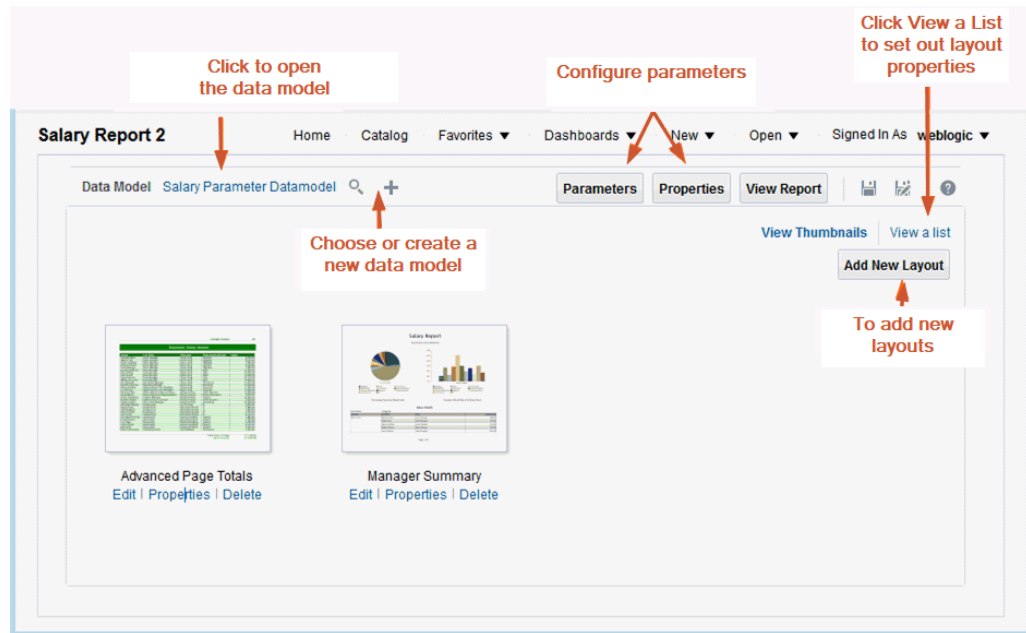 Click View a List
to set out layout
properties
Click to open
the data model
Configure parameters
Salary Report 2 Home Catalog Favorites Dashboards New Open Signed In As weblogic
Data Model Salary Parameter Datamodel Parameters Properties View Report
View Thumbnails View a list
Choose or create a
new data model
Add New Layout
To add new
layouts
Salary Report
Advanced Page Totals
Edit | Properties | Delete
Manager Summary
Edit | Properties | Delete